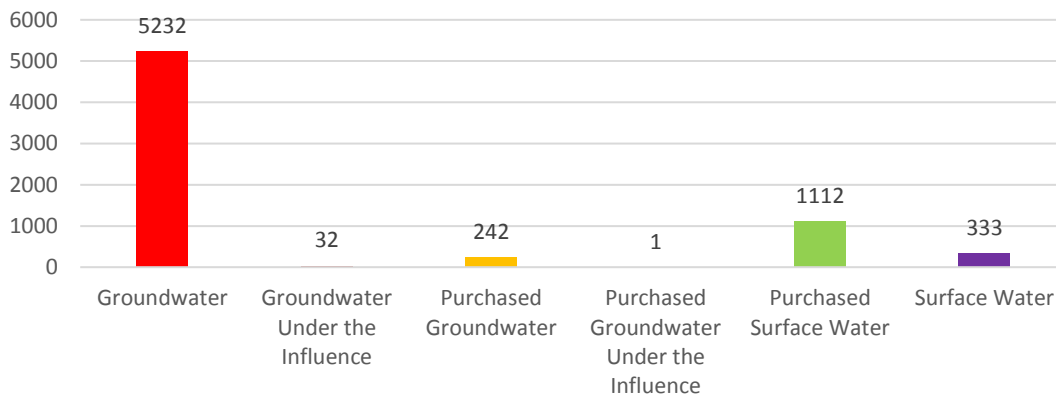 6000
5000
4000
3000
2000
1000
0
5232
32
242
1
1112
333
Groundwater
Groundwater
Under the
Influence
Purchased
Groundwater
Purchased
Groundwater
Under the
Influence
Purchased
Surface Water
Surface Water